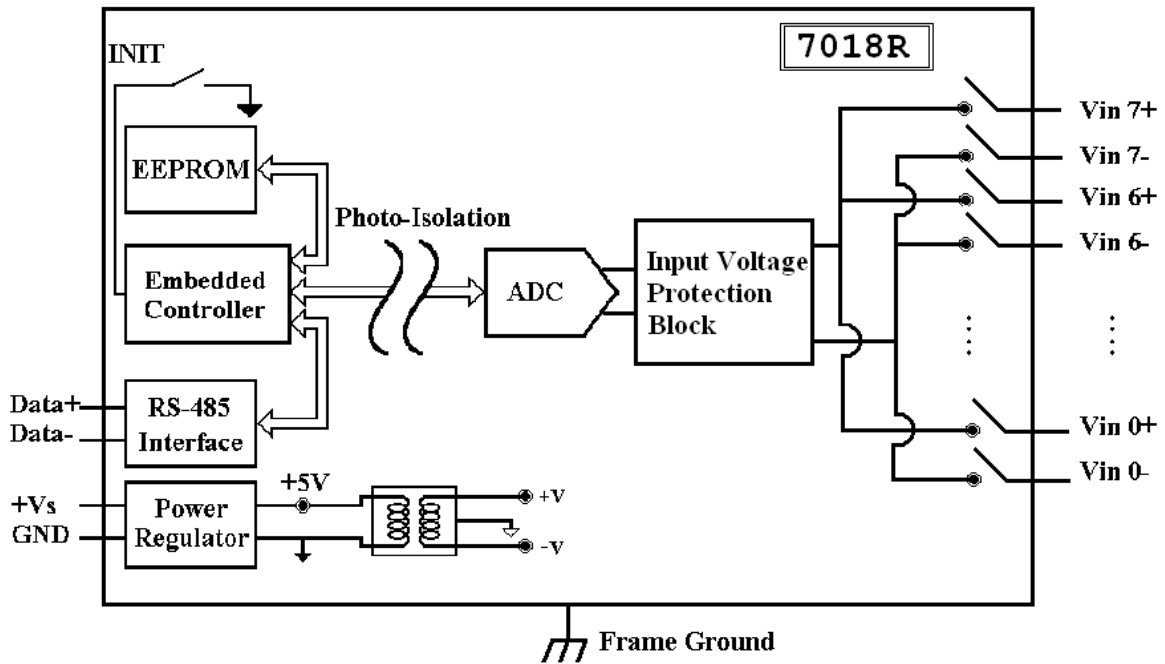 7018R
INIT
EEPROM
Photo-Isolation
Embedded
Controller
ADC
Input Voltage
Protection
Block
Vin 7+
Vin 7-
Vin 6+
Vin 6-
Data+
Data-
RS-485
Interface
Vin 0+
Vin 0-
+Vs
GND
Power
Regulator
+5V
+V
-V
Frame Ground